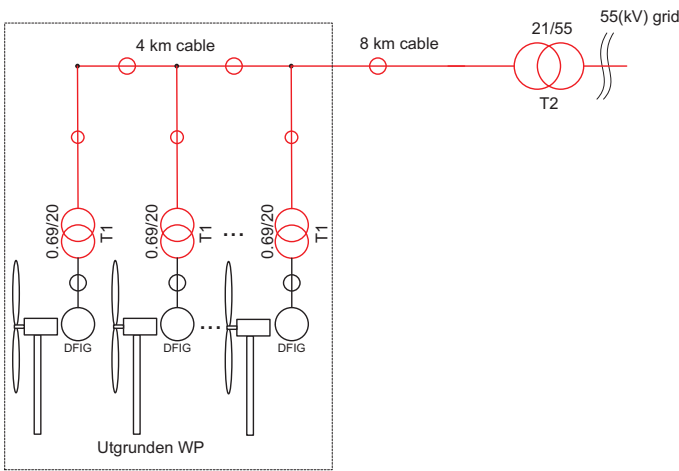 55(kV) grid
21/55
4 km cable
8 km cable
T2
0.69/20
T1
0.69/20
T1
...
0.69/20
T1
...
DFIG
DFIG
DFIG
Utgrunden WP